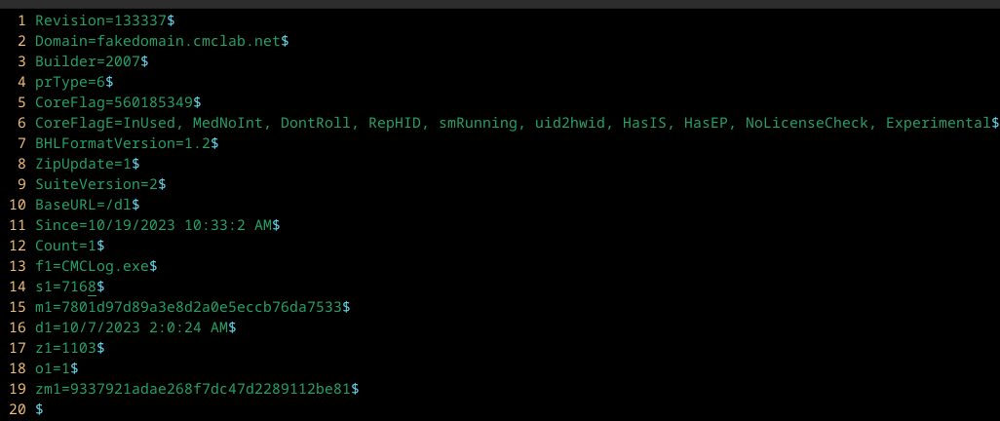 1 Revision=133337$
2 Domain=fakedomain.cmclab.net$
3 Builder=2007$
4 prType=6$
5 CoreFlag=560185349$
6 CoreFlagE=InUsed, MedNoInt, DontRoll, RepHID, smRunning, uid2hwid, HasIS, HasEP, NoLicenseCheck, Experimental$
7 BHLFormatVersion=1.2$
8 ZipUpdate=1$
9 SuiteVersion=2$
10 BaseURL=/dl$
11 Since=10/19/2023 10:33:2 AM$
12 Count=1$
13 f1=CMCLog.exe$
14 s1=7168$
15 m1=7801d97d89a3e8d2a0e5eccb76da7533$
16 d1=10/7/2023 2:0:24 AM$
17 z1=1103$
18 o1=1$
19 zm1=9337921adae268f7dc47d2289112be81$
20 $